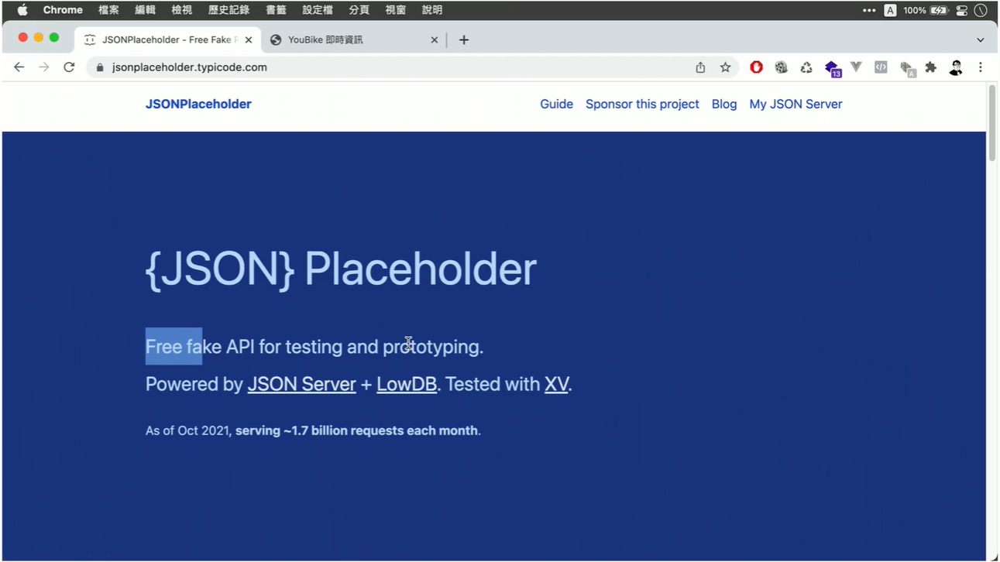 Chrome 檔案 編輯 檢視 歷史記錄 書籤 設定檔 分頁 視窗 說明 A 100%
JSONPlaceholder - Free Fake YouBike 即時資訊
jsonplaceholder.typicode.com 13 A
JSONPlaceholder Guide Sponsor this project Blog My JSON Server
{JSON} Placeholder
Free fake API for testing and prototyping.
Powered by JSON Server + LowDB. Tested with XV.
As of Oct 2021, serving ~1.7 billion requests each month.